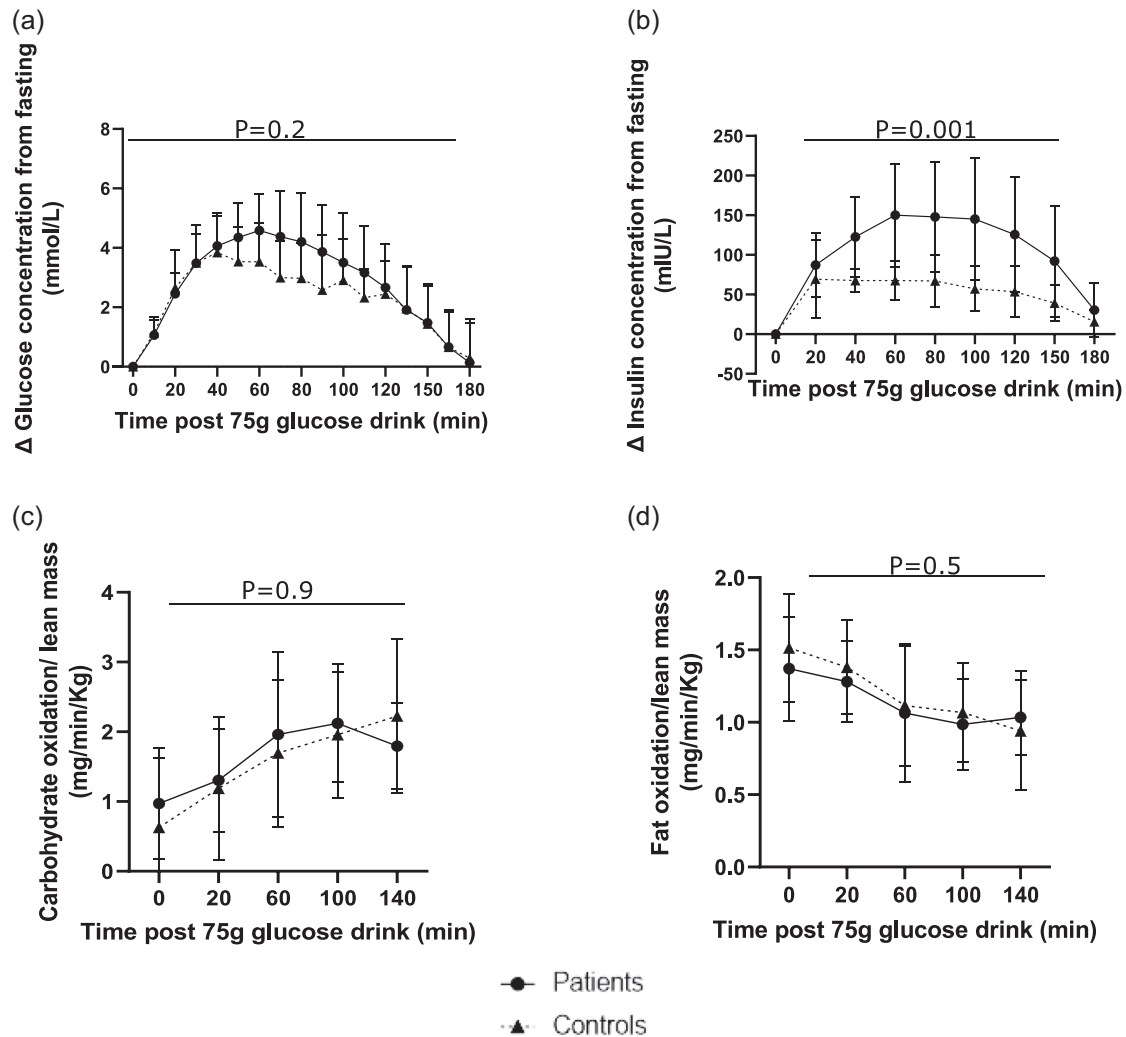 (a)
Δ Glucose concentration from fasting
(mmol/L)
P=0.2
8
6
4
2
0
0 20 40 60 80 100 120 150 180
Time post 75g glucose drink (min)
(b)
Δ Insulin concentration from fasting
(mIU/L)
P=0.001
250
200
150
100
50
0
-50
0 20 40 60 80 100 120 150 180
Time post 75g glucose drink (min)
(c)
Carbohydrate oxidation/ lean mass
(mg/min/Kg)
P=0.9
4
3
2
1
0
0 20 60 100 140
Time post 75g glucose drink (min)
(d)
Fat oxidation/lean mass
(mg/min/Kg)
P=0.5
2.0
1.5
1.0
0.5
0.0
0 20 60 100 140
Time post 75g glucose drink (min)
Patients
Controls